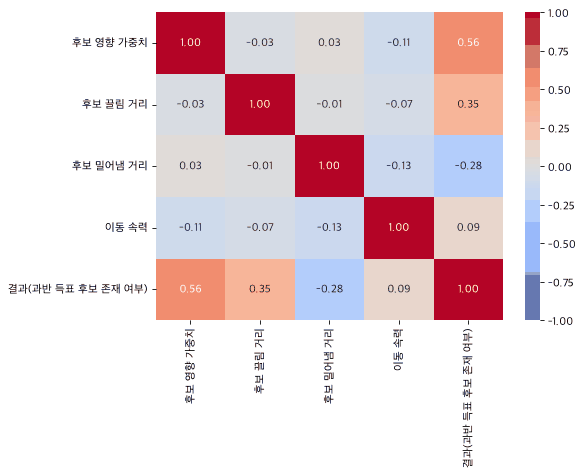 후보 영향 가중치 1.00 -0.03 0.03 -0.11 0.56
후보 끌림 거리 -0.03 1.00 -0.01 -0.07 0.35
후보 밀어냄 거리 0.03 -0.01 1.00 -0.13 -0.28
이동 속력 -0.11 -0.07 -0.13 1.00 0.09
결과(과반 득표 후보 존재 여부) 0.56 0.35 -0.28 0.09 1.00
후보 영향 가중치
후보 끌림 거리
후보 밀어냄 거리
이동 속력
결과(과반 득표 후보 존재 여부)
1.00
0.75
0.50
0.25
0.00
-0.25
-0.50
-0.75
-1.00